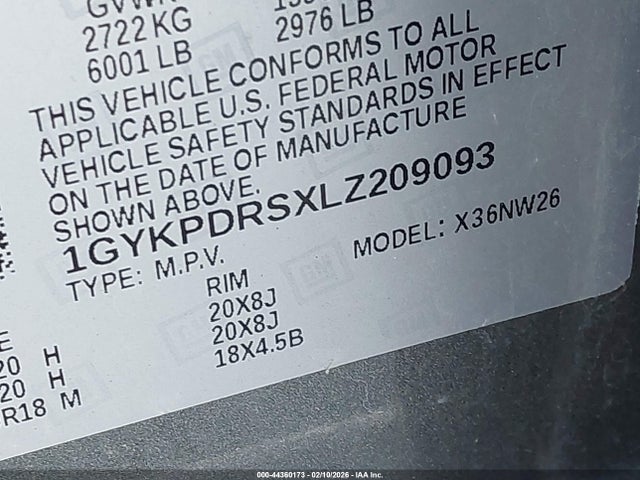 2722 KG
2976 LB
6001 LB
THIS VEHICLE CONFORMS TO ALL
APPLICABLE U.S. FEDERAL MOTOR
VEHICLE SAFETY STANDARDS IN EFFECT
ON THE DATE OF MANUFACTURE
SHOWN ABOVE.
1GYKPDRSXLZ209093
TYPE: M.P.V.
MODEL: X36NW26
RIM
20X8J
20 H
20X8J
20 H
18X4.5B
R18 M
000-44360173 - 02/10/2026 - IAA Inc.